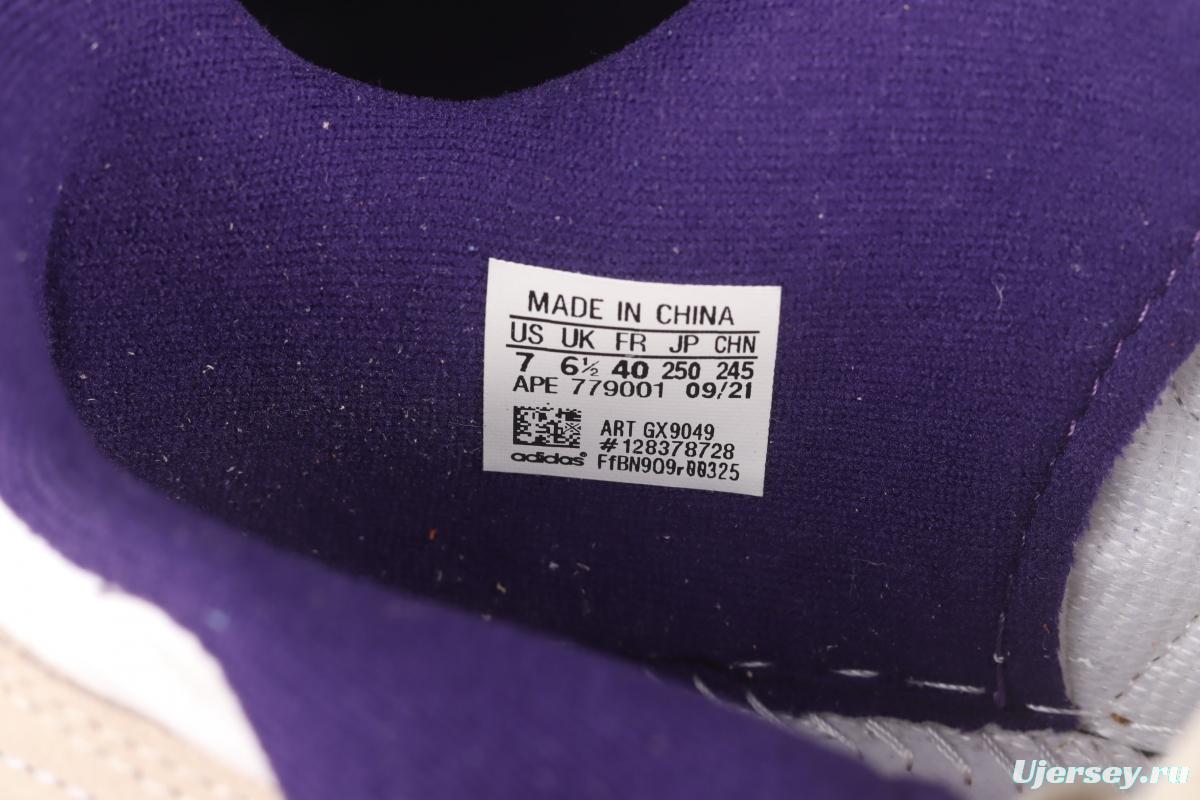 MADE IN CHINA
US UK FR JP CHN
7 6½ 40 250 245
APE 779001 09/21
ART GX9049
#128378728
adidas FfBN909r00325
Ujersey.ru